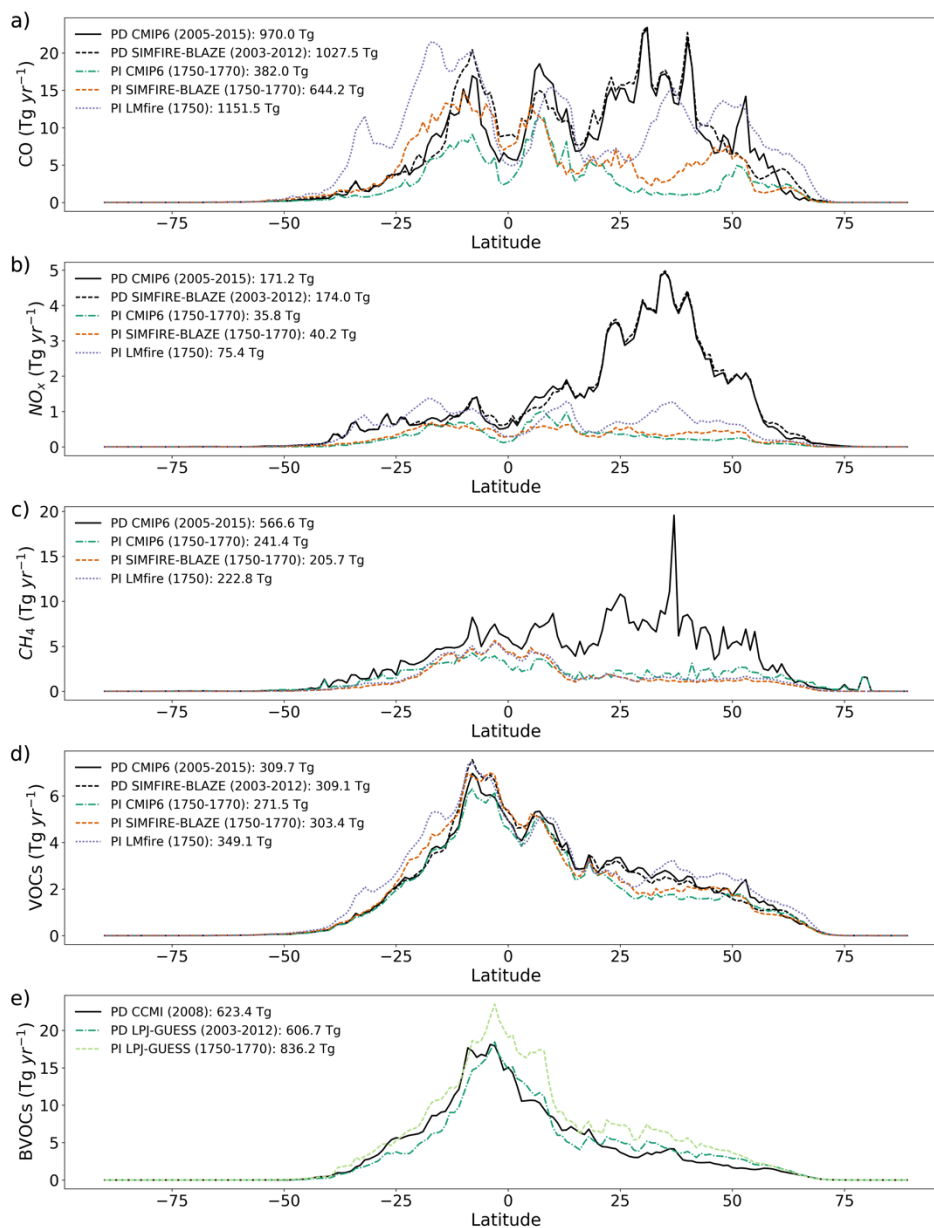 a)
PD CMIP6 (2005-2015): 970.0 Tg
PD SIMFIRE-BLAZE (2003-2012): 1027.5 Tg
PI CMIP6 (1750-1770): 382.0 Tg
PI SIMFIRE-BLAZE (1750-1770): 644.2 Tg
PI LMfire (1750): 1151.5 Tg
CO (Tg yr⁻¹)
20
15
10
5
0
−75 −50 −25 0 25 50 75
Latitude
b)
PD CMIP6 (2005-2015): 171.2 Tg
PD SIMFIRE-BLAZE (2003-2012): 174.0 Tg
PI CMIP6 (1750-1770): 35.8 Tg
PI SIMFIRE-BLAZE (1750-1770): 40.2 Tg
PI LMfire (1750): 75.4 Tg
NOₓ (Tg yr⁻¹)
5
4
3
2
1
0
−75 −50 −25 0 25 50 75
Latitude
c)
PD CMIP6 (2005-2015): 566.6 Tg
PI CMIP6 (1750-1770): 241.4 Tg
PI SIMFIRE-BLAZE (1750-1770): 205.7 Tg
PI LMfire (1750): 222.8 Tg
CH₄ (Tg yr⁻¹)
20
15
10
5
0
−75 −50 −25 0 25 50 75
Latitude
d)
PD CMIP6 (2005-2015): 309.7 Tg
PD SIMFIRE-BLAZE (2003-2012): 309.1 Tg
PI CMIP6 (1750-1770): 271.5 Tg
PI SIMFIRE-BLAZE (1750-1770): 303.4 Tg
PI LMfire (1750): 349.1 Tg
VOCs (Tg yr⁻¹)
6
4
2
0
−75 −50 −25 0 25 50 75
Latitude
e)
PD CCMI (2008): 623.4 Tg
PD LPJ-GUESS (2003-2012): 606.7 Tg
PI LPJ-GUESS (1750-1770): 836.2 Tg
BVOCs (Tg yr⁻¹)
20
15
10
5
0
−75 −50 −25 0 25 50 75
Latitude